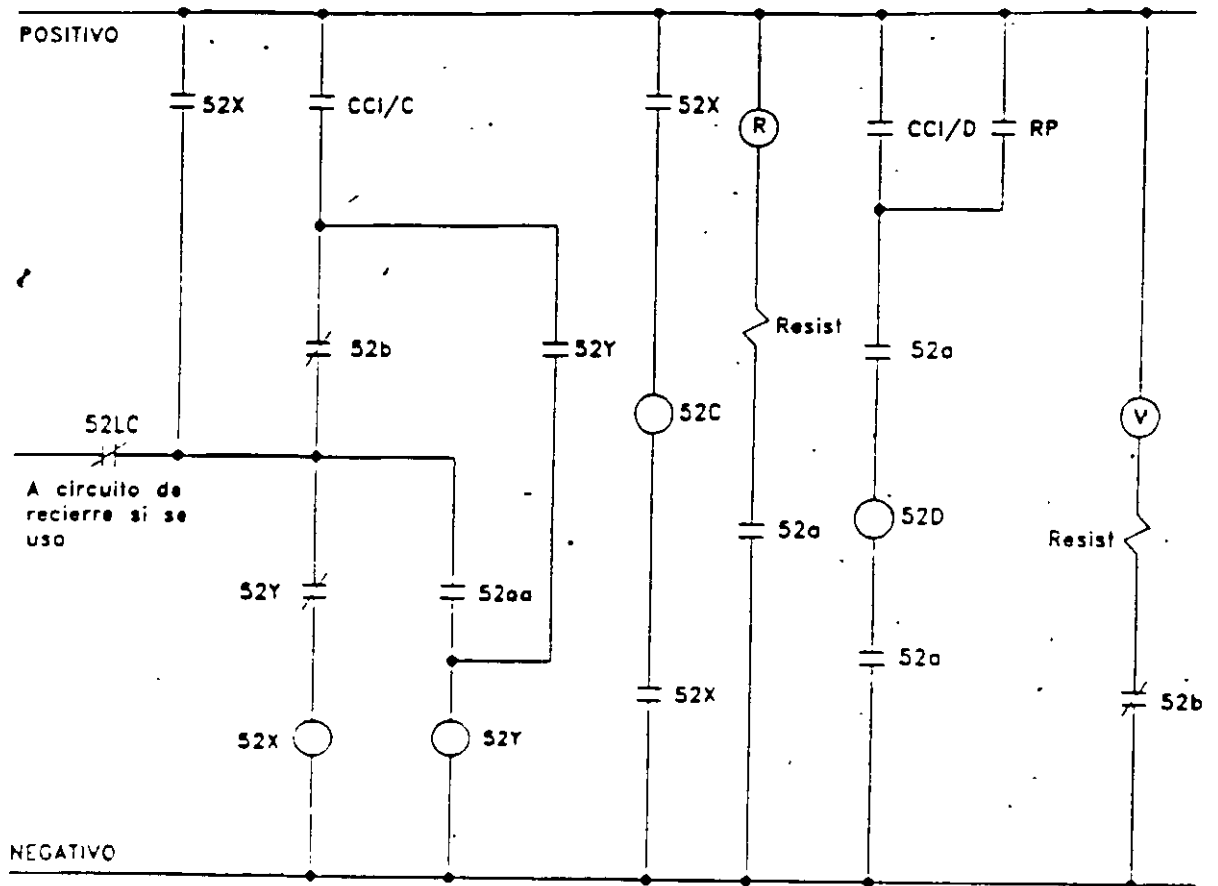 POSITIVO
52X
CCI/C
52X
R
CCI/D
RP
Resist
52b
52Y
52a
52C
V
52LC
A circuito de
recierre si se
usa
52a
52D
Resist
52Y
52aa
52a
52X
52b
52X
52Y
NEGATIVO